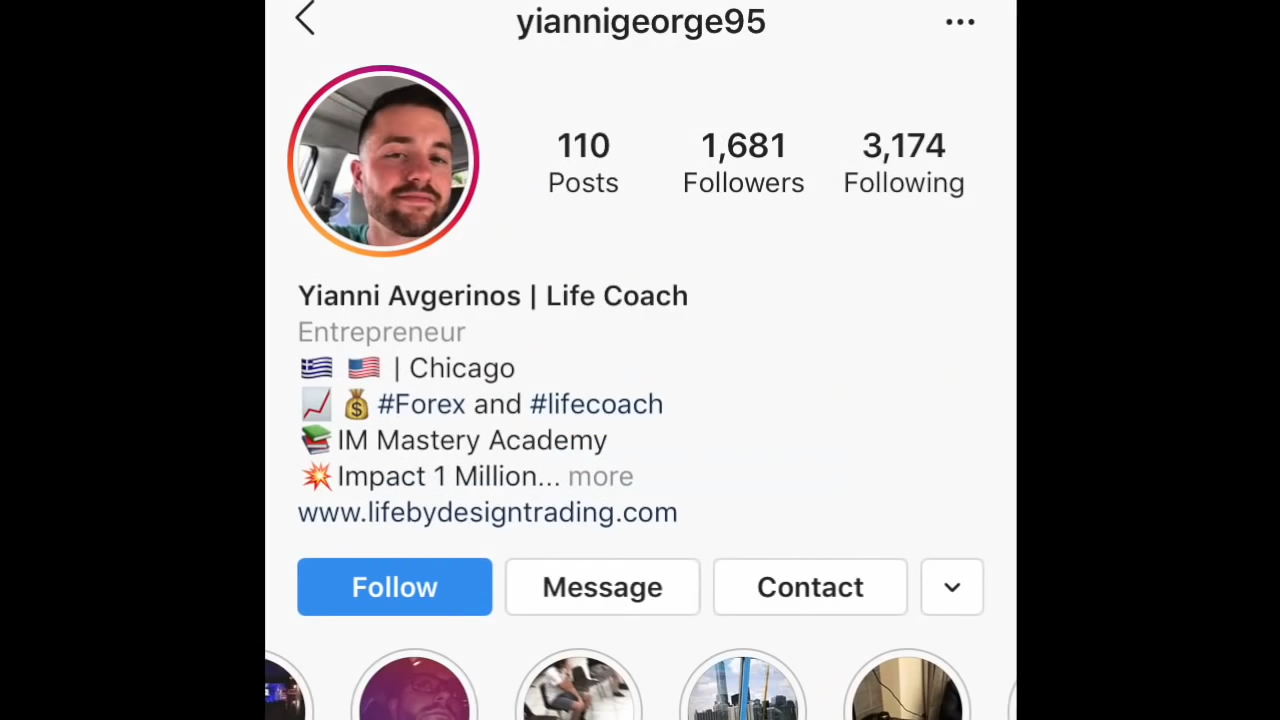 yiannigeorge95
110 1,681 3,174
Posts Followers Following
Yianni Avgerinos | Life Coach
Entrepreneur
🇬🇷 🇺🇸 | Chicago
📈 💰 #Forex and #lifecoach
📚 IM Mastery Academy
💥 Impact 1 Million... more
www.lifebydesigntrading.com
Follow Message Contact